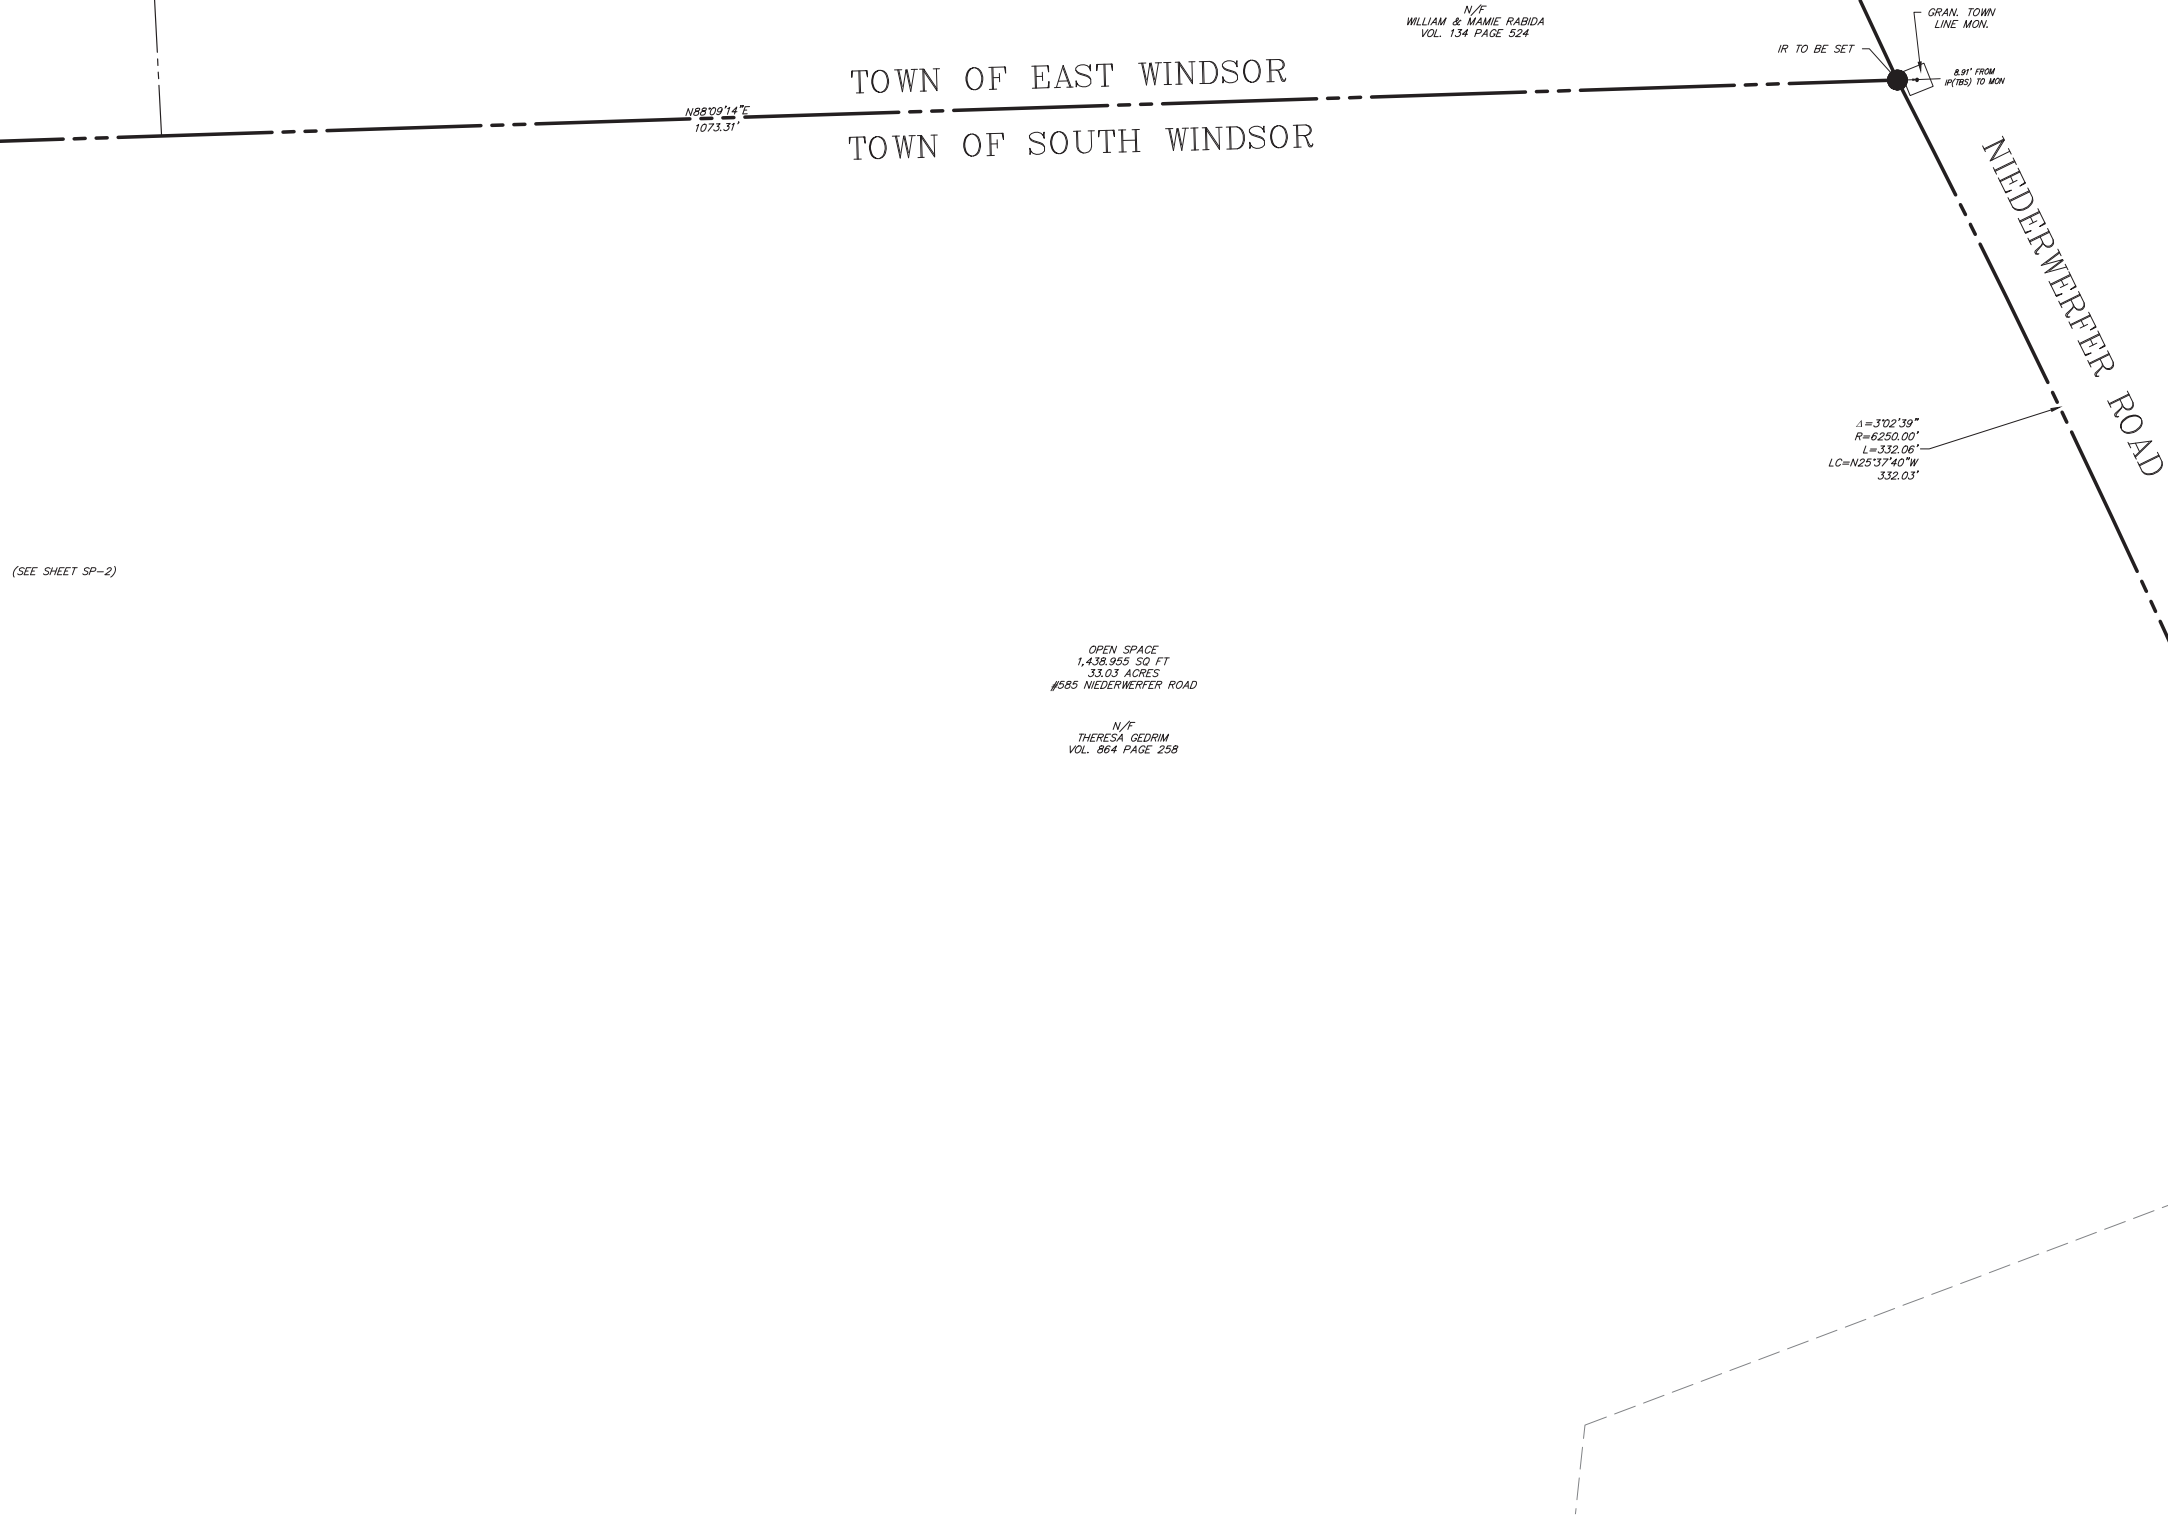 N/F
WILLIAM & MAMIE RABIDA
VOL. 134 PAGE 524
GRAN. TOWN
LINE MON.
IR TO BE SET
8.91' FROM
IP(TBS) TO MON
TOWN OF EAST WINDSOR
N88°09'14"E
1073.31'
TOWN OF SOUTH WINDSOR
NIEDERWERFER ROAD
Δ=3°02'39"
R=6250.00'
L=332.06'
LC=N25°37'40"W
332.03'
(SEE SHEET SP-2)
OPEN SPACE
1,438.955 SQ FT
33.03 ACRES
#585 NIEDERWERFER ROAD
N/F
THERESA GEDRIM
VOL. 864 PAGE 258